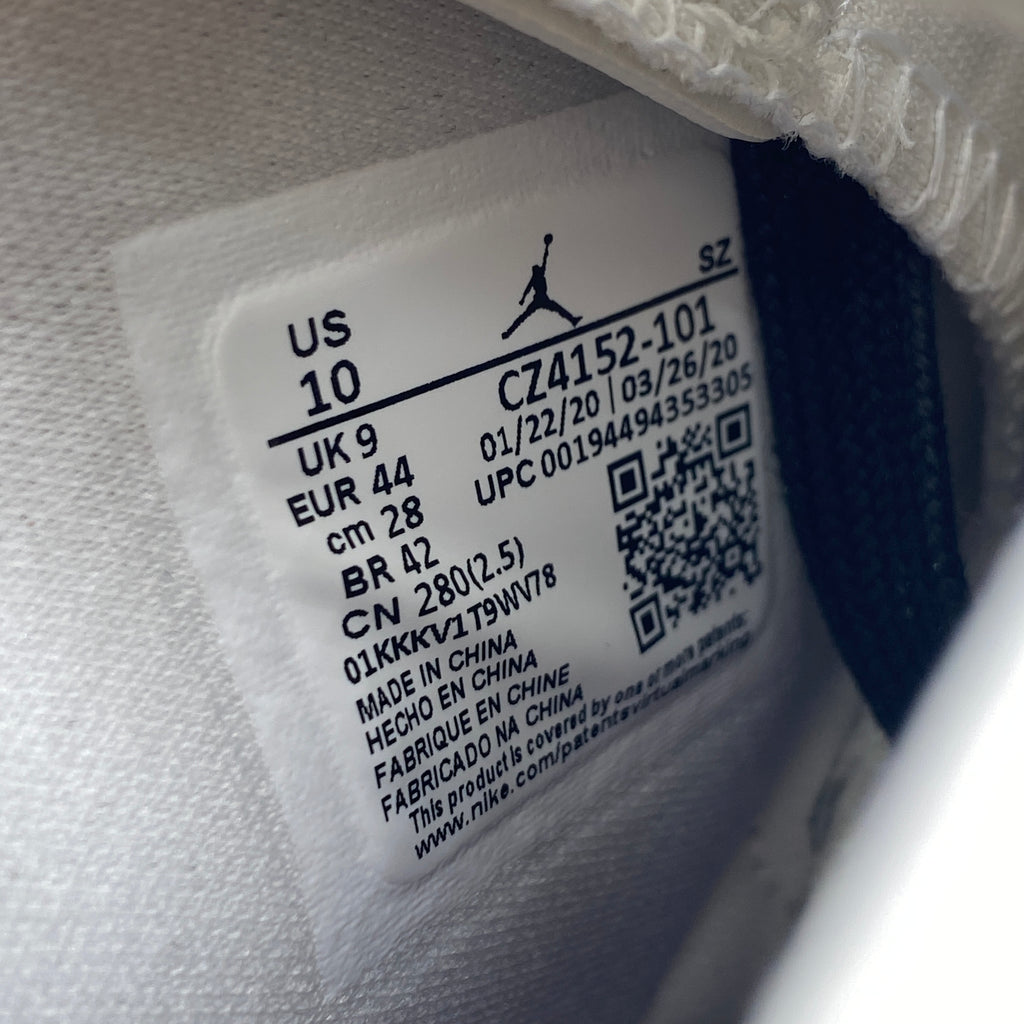 US
10
SZ
CZ4152-101
01/22/20 | 03/26/20
UPC 00194494353305
UK 9
EUR 44
cm 28
BR 42
CN 280(2.5)
01KKKV1T9WV78
MADE IN CHINA
HECHO EN CHINA
FABRIQUE EN CHINE
FABRICADO NA CHINA
This product is covered by one or more patents:
www.nike.com/patentsvirtualmarking